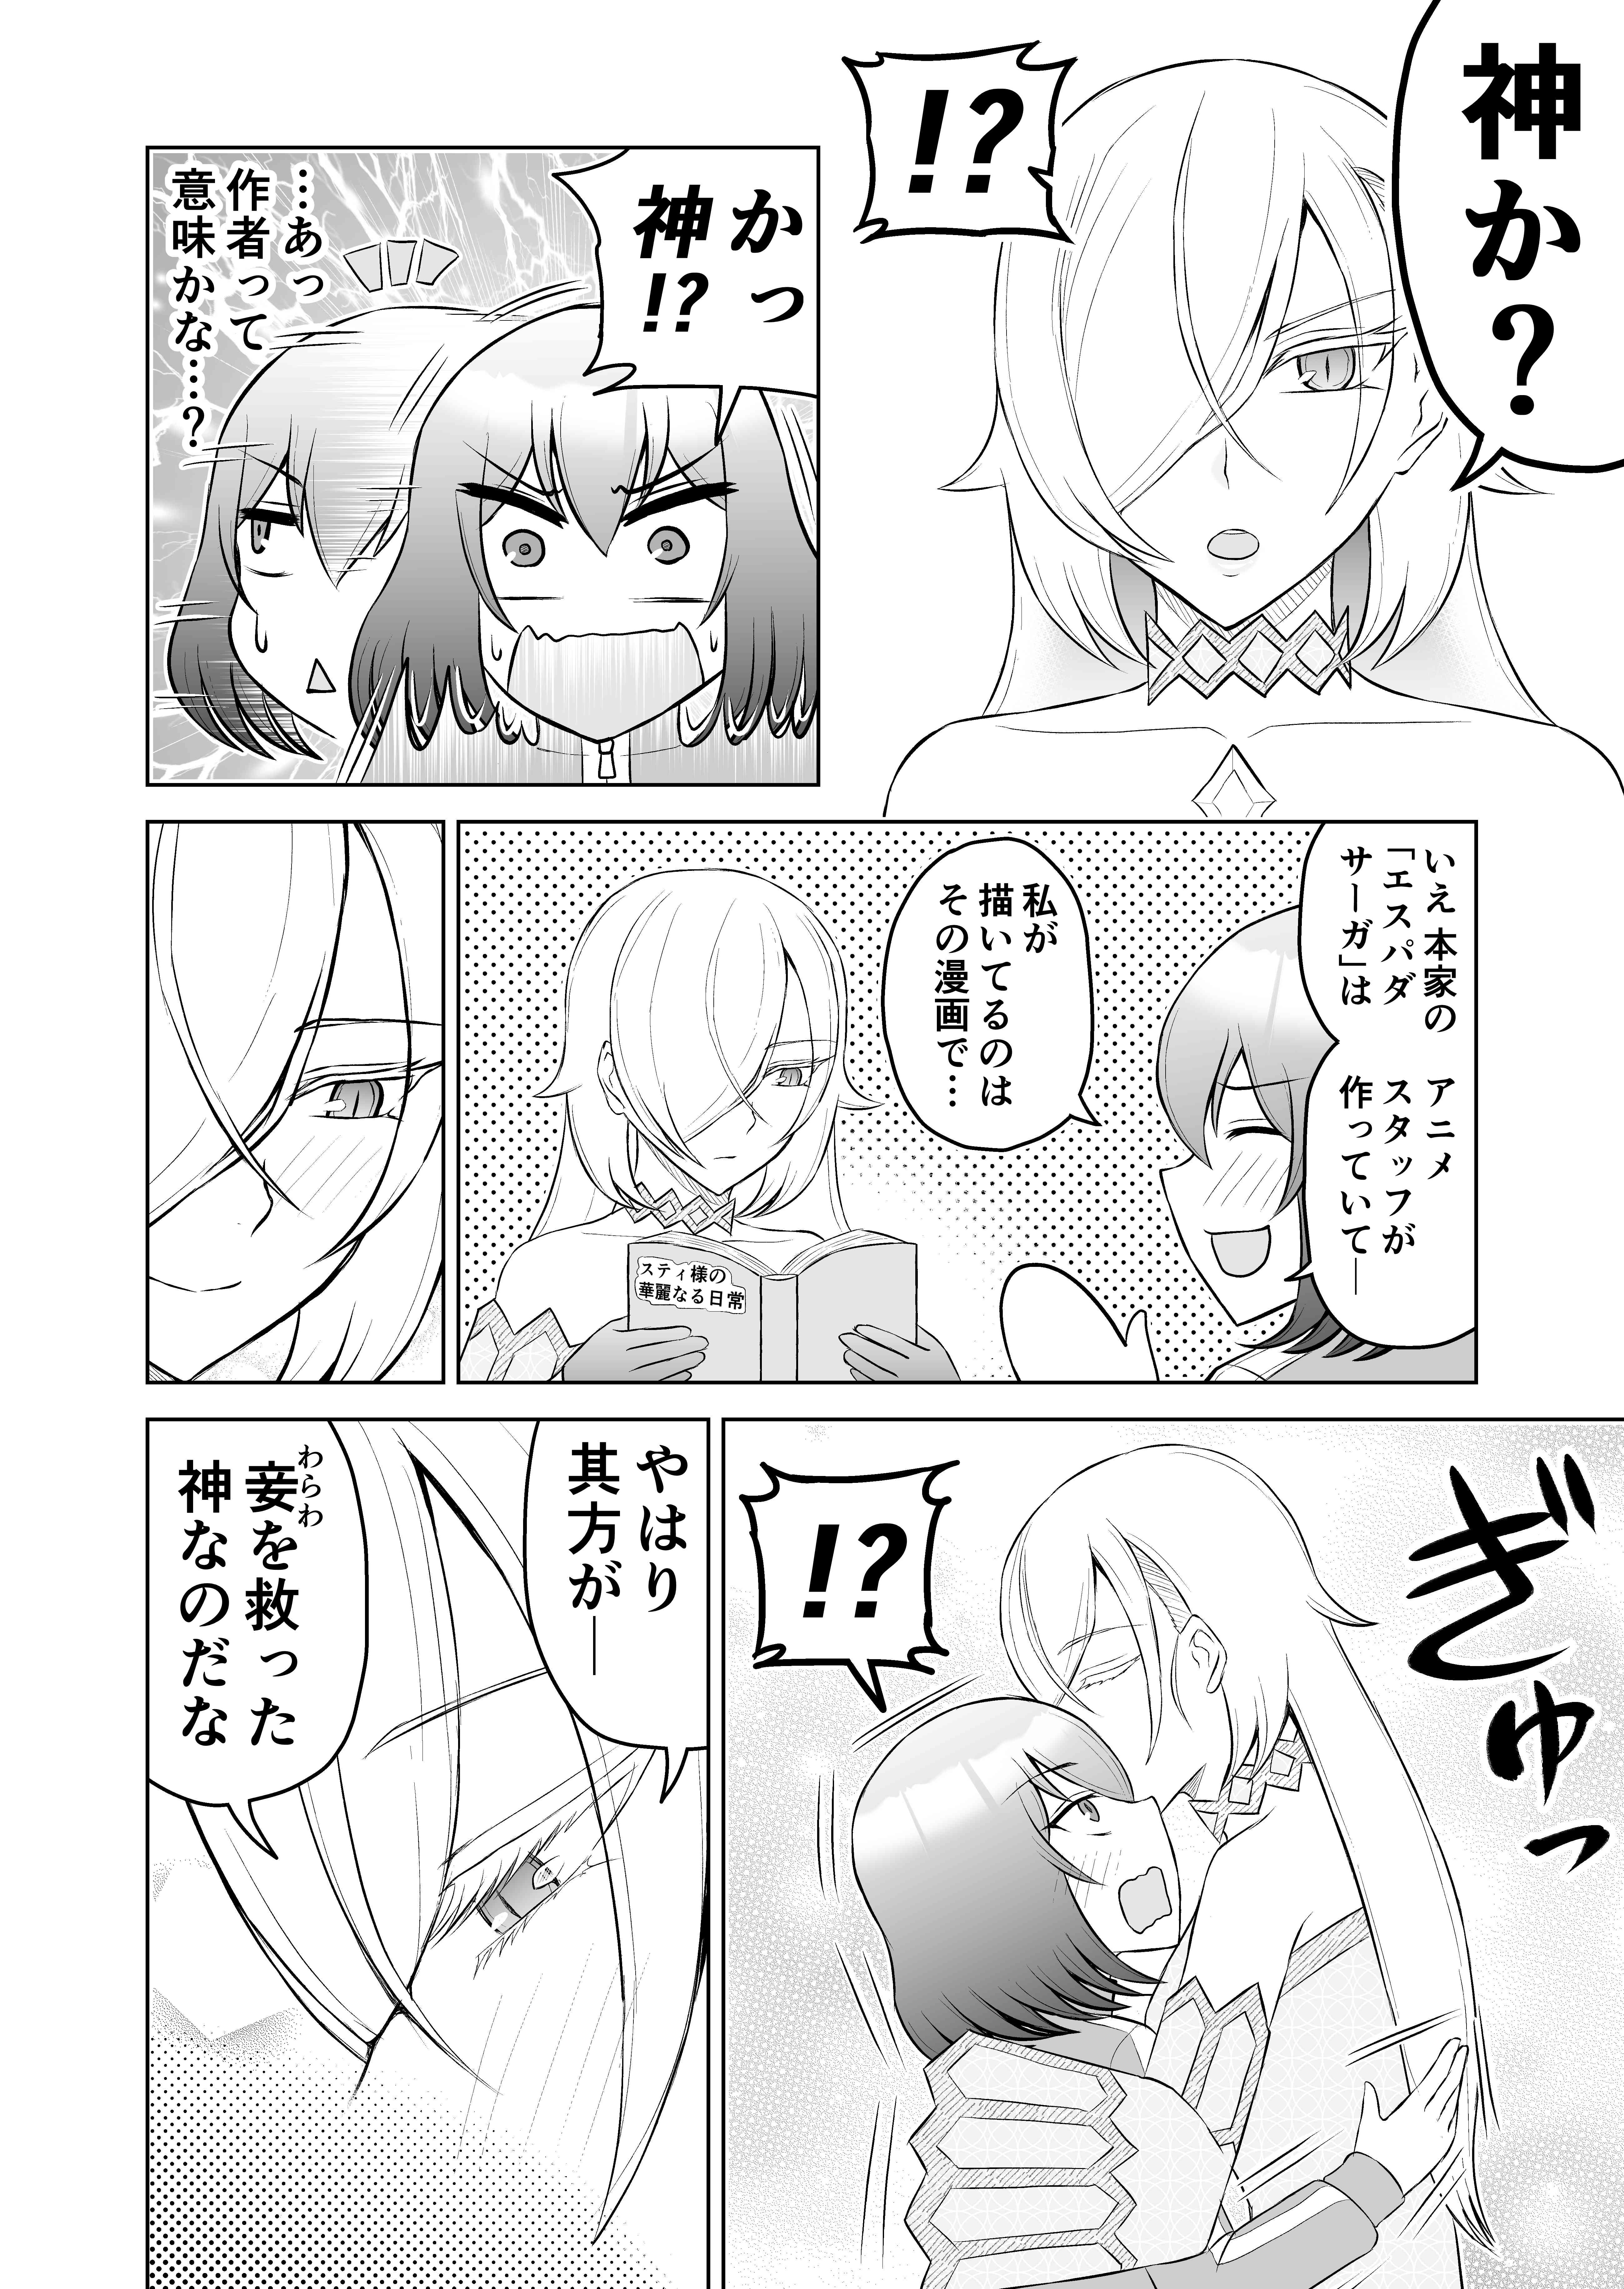 神か？
!?
かっ
神!?
…あっ
作者って
意味かな……？
いえ 本家の
「エスパダ
サーガ」は
アニメ
スタッフが
作っていて―
私が
描いてるのは
その漫画で…
スティ様の
華麗なる日常
ぎゅっ
!?
やはり
其方が―
妾を救った
わらわ
神なのだな